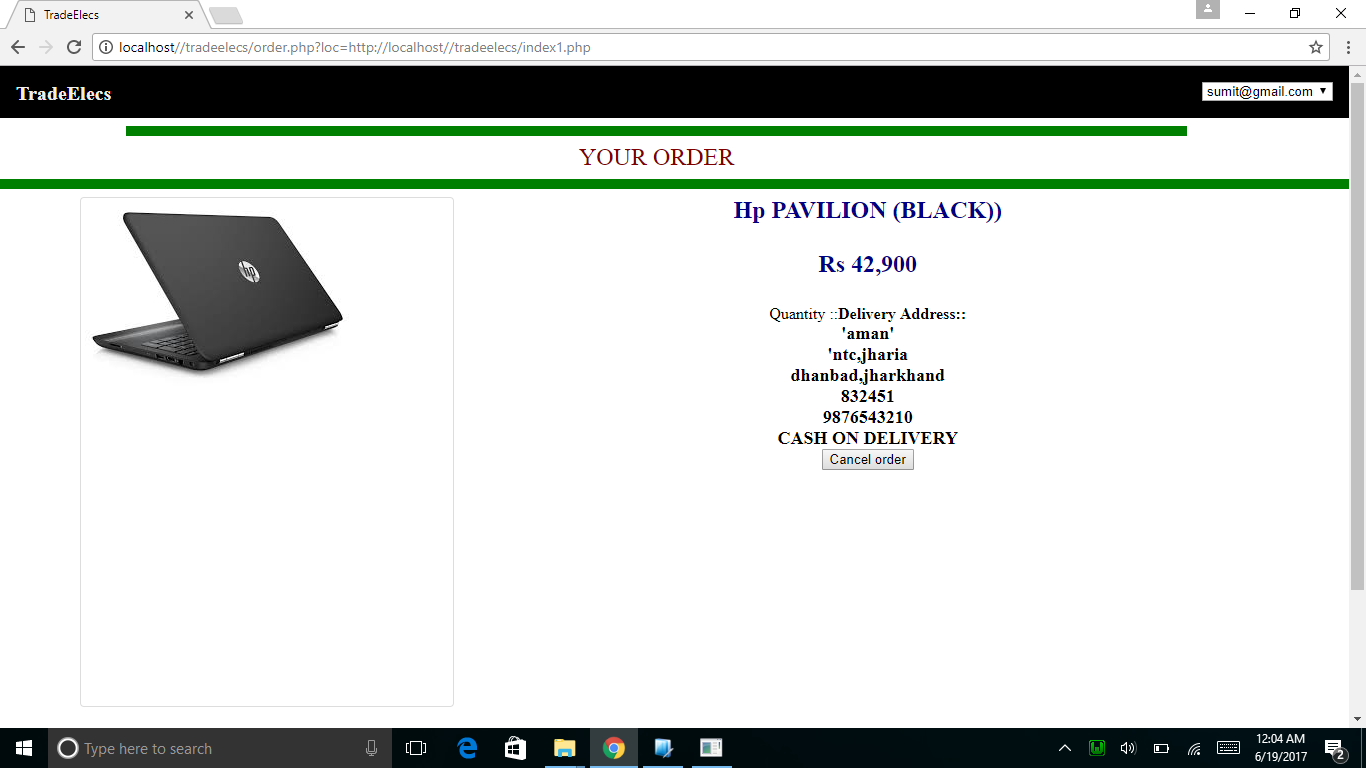 TradeElecs
localhost//tradeelecs/order.php?loc=http://localhost//tradeelecs/index1.php
TradeElecs
sumit@gmail.com
YOUR ORDER
hp
Hp PAVILION (BLACK))
Rs 42,900
Quantity ::Delivery Address::
'aman'
'ntc,jharia
dhanbad,jharkhand
832451
9876543210
CASH ON DELIVERY
Cancel order
Type here to search
12:04 AM
6/19/2017
2